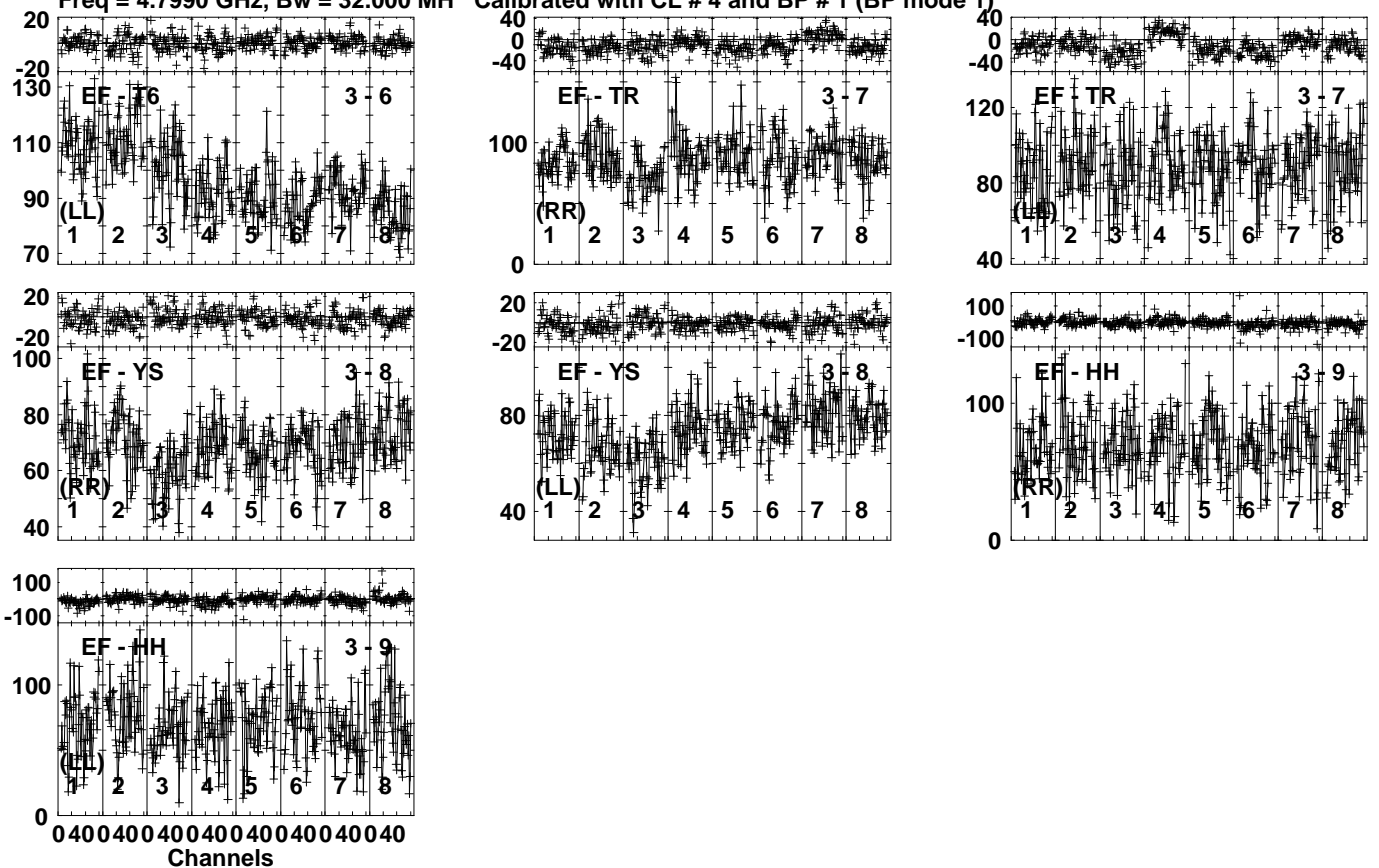 Freq = 4.7990 GHz, Bw = 32.000 MH Calibrated with CL # 4 and BP # 1 (BP mode 1)
20
-20
130
110
90
70
EF - T6 3 - 6
(LL)
1 2 3 4 5 6 7 8
40
0
-40
100
0
EF - TR 3 - 7
(RR)
1 2 3 4 5 6 7 8
40
0
-40
120
80
40
EF - TR 3 - 7
(LL)
1 2 3 4 5 6 7 8
20
-20
100
80
60
40
EF - YS 3 - 8
(RR)
1 2 3 4 5 6 7 8
20
-20
80
40
EF - YS 3 - 8
(LL)
1 2 3 4 5 6 7 8
100
-100
100
0
EF - HH 3 - 9
(RR)
1 2 3 4 5 6 7 8
100
-100
100
0
EF - HH 3 - 9
(LL)
1 2 3 4 5 6 7 8
0 40 0 40 0 40 0 40 0 40 0 40 0 40 0 40
Channels